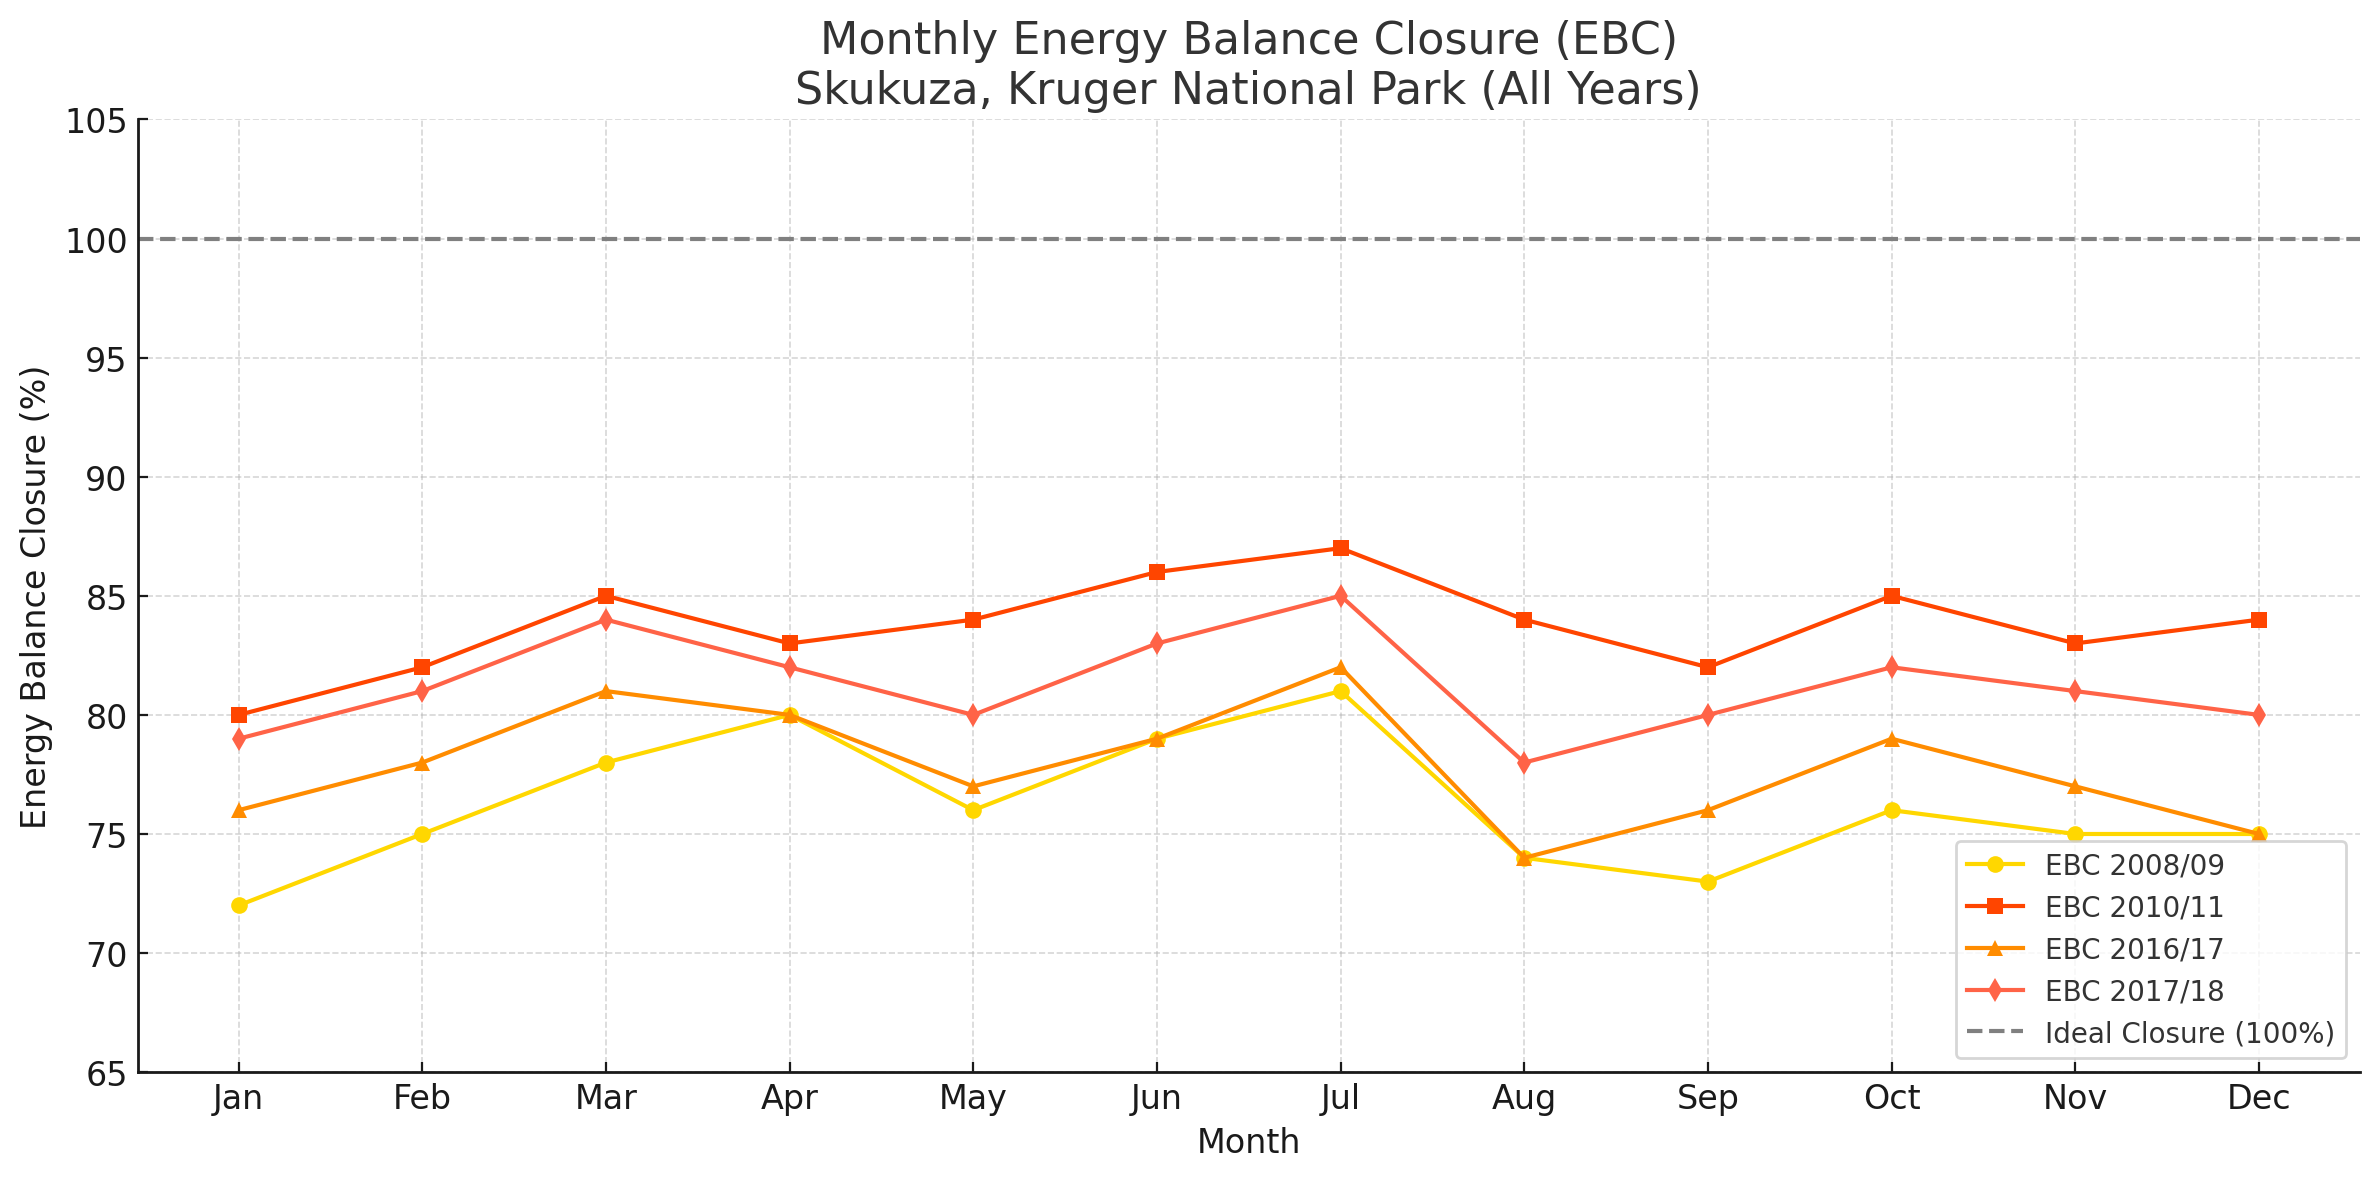 Monthly Energy Balance Closure (EBC)
Skukuza, Kruger National Park (All Years)
Energy Balance Closure (%)
105
100
95
90
85
80
75
70
65
Jan Feb Mar Apr May Jun Jul Aug Sep Oct Nov Dec
Month
EBC 2008/09
EBC 2010/11
EBC 2016/17
EBC 2017/18
Ideal Closure (100%)